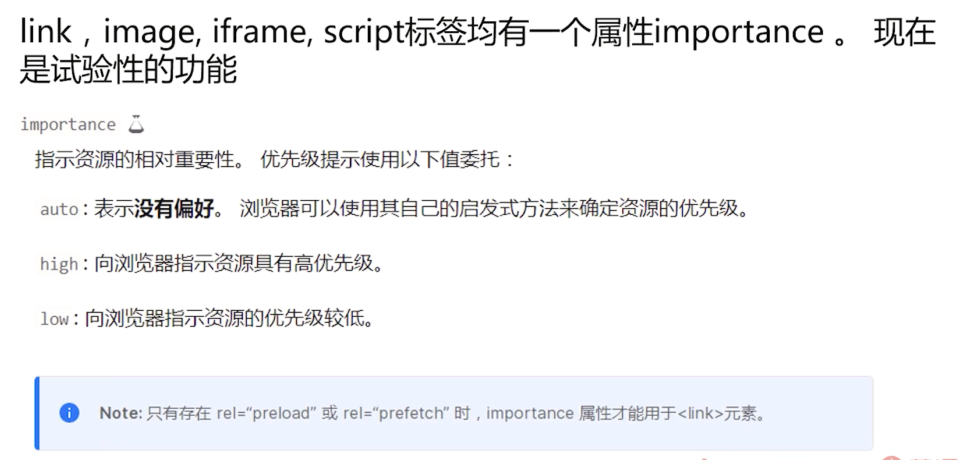 link，image, iframe, script标签均有一个属性importance 。 现在
是试验性的功能
importance
指示资源的相对重要性。 优先级提示使用以下值委托：
auto：表示没有偏好。 浏览器可以使用其自己的启发式方法来确定资源的优先级。
high：向浏览器指示资源具有高优先级。
low：向浏览器指示资源的优先级较低。
Note: 只有存在 rel=“preload” 或 rel=“prefetch” 时，importance 属性才能用于<link>元素。